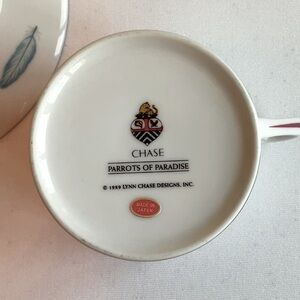 CHASE
PARROTS OF PARADISE
© 1989 LYNN CHASE DESIGNS, INC.
MADE IN
JAPAN